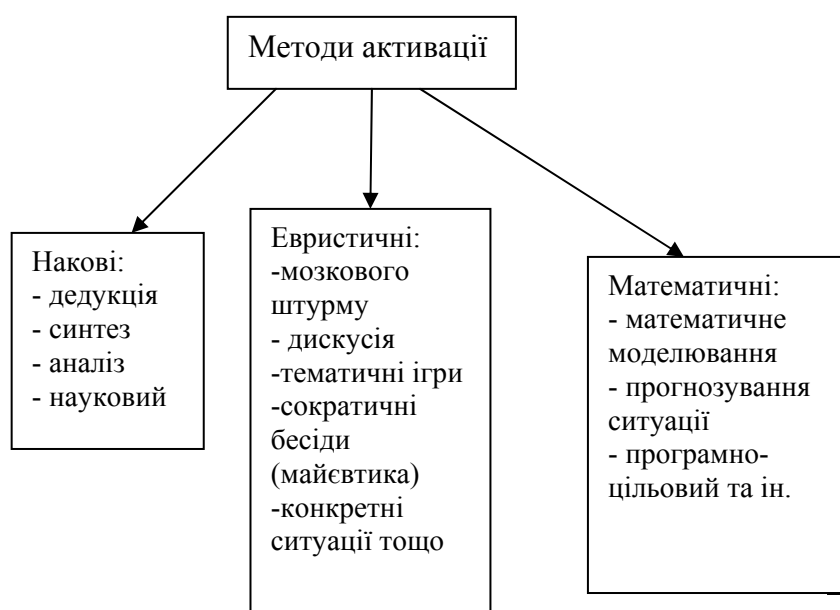 Методи активації
Накові:
- дедукція
- синтез
- аналіз
- науковий
Евристичні:
-мозкового
штурму
- дискусія
-тематичні ігри
-сократичні
бесіди
(майєвтика)
-конкретні
ситуації тощо
Математичні:
- математичне
моделювання
- прогнозування
ситуації
- програмно-
цільовий та ін.